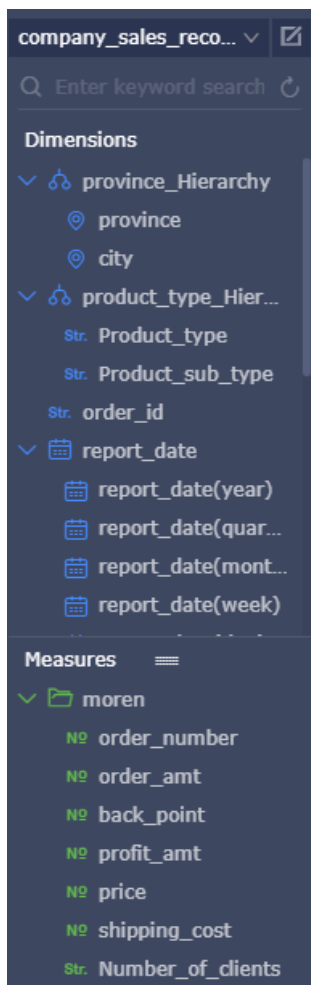 company_sales_reco...
Enter keyword search
Dimensions
province_Hierarchy
province
city
product_type_Hier...
Str. Product_type
Str. Product_sub_type
Str. order_id
report_date
report_date(year)
report_date(quar...
report_date(mont...
report_date(week)
Measures
moren
Nº order_number
Nº order_amt
Nº back_point
Nº profit_amt
Nº price
Nº shipping_cost
Str. Number_of_clients